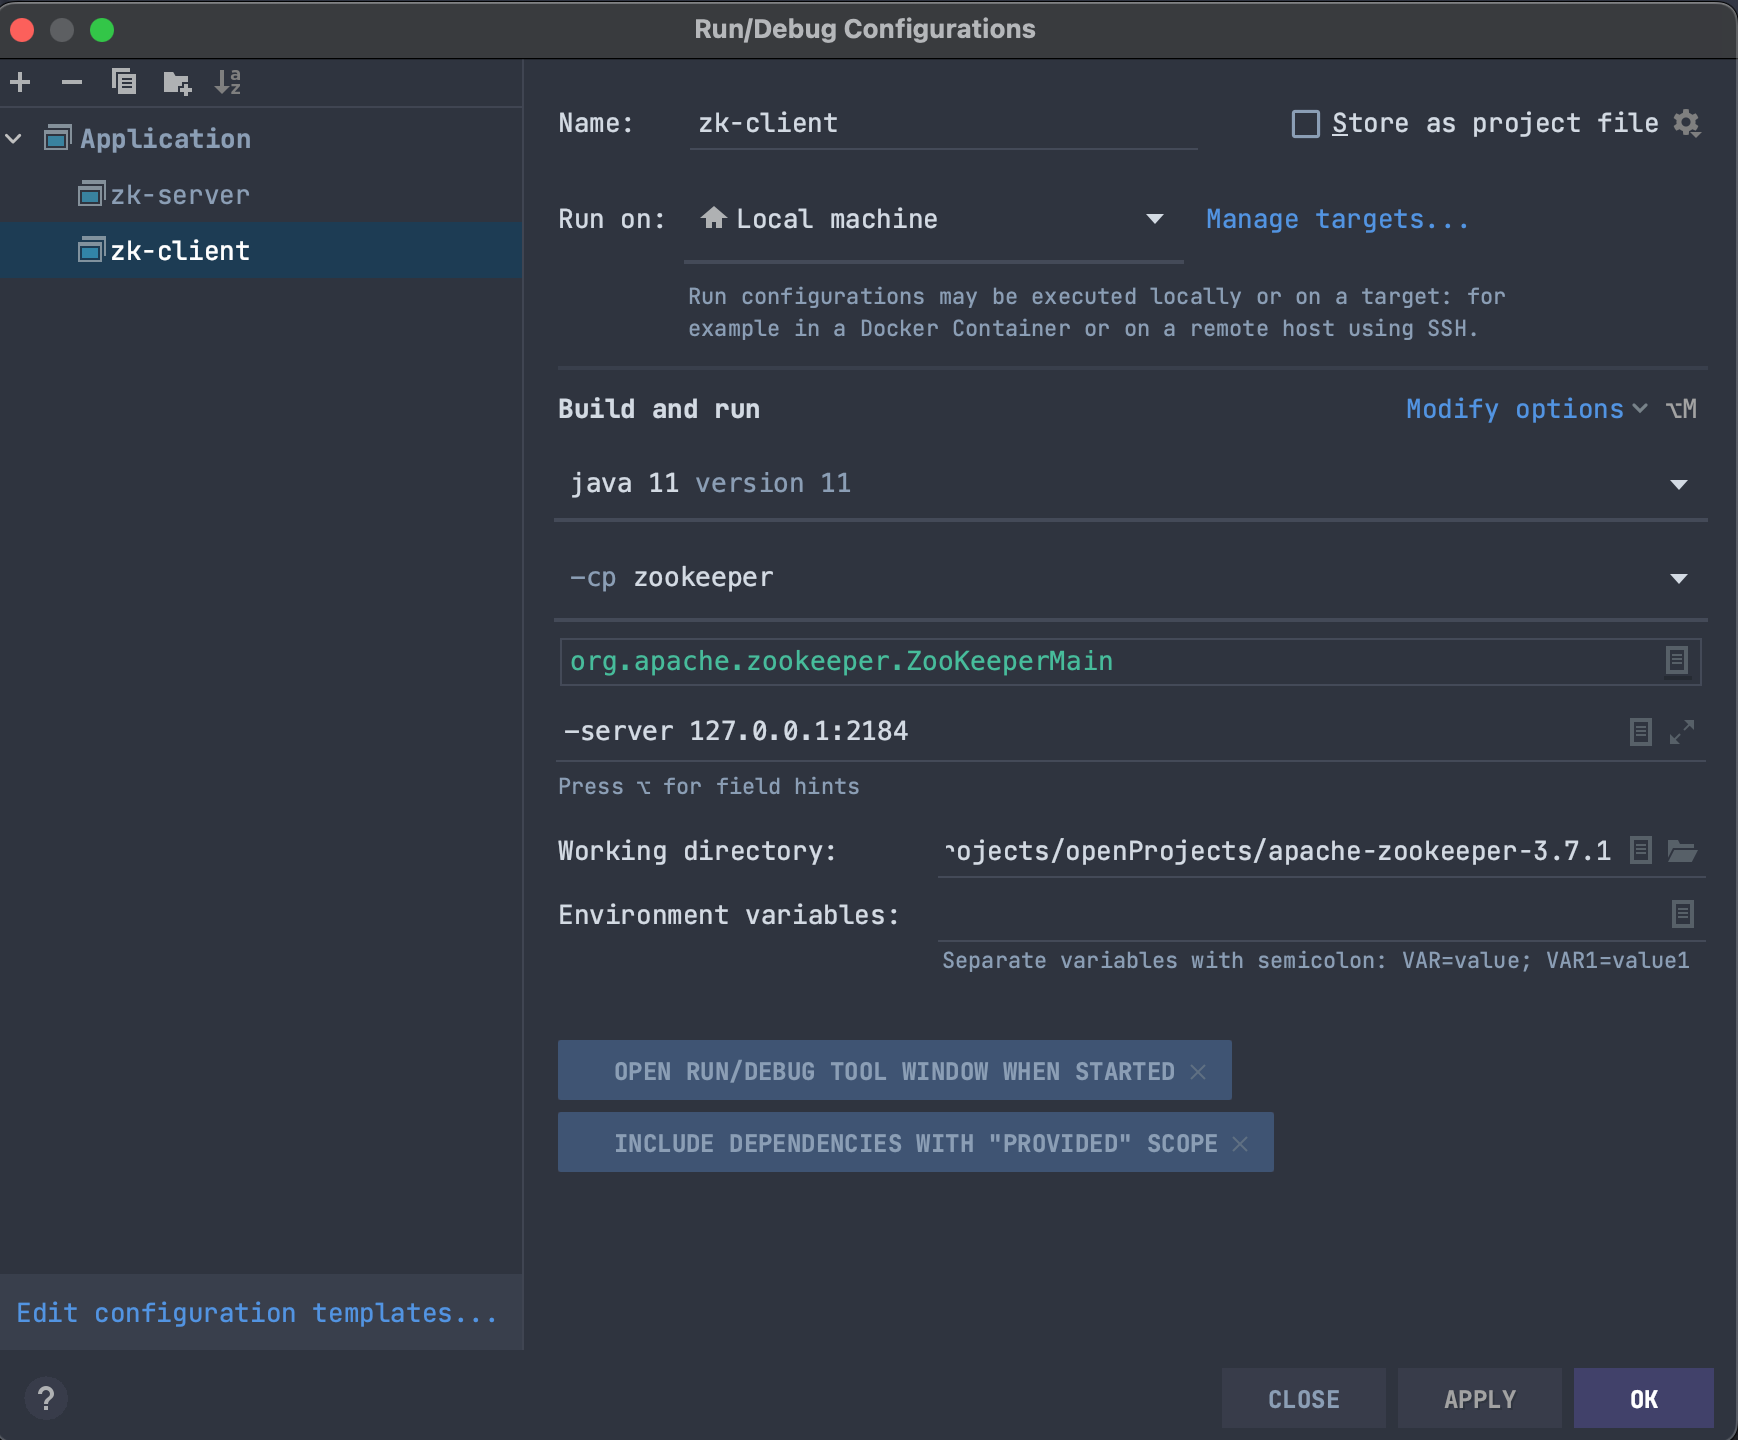 Run/Debug Configurations
Application
zk-server
zk-client
Edit configuration templates...
Name: zk-client
Store as project file
Run on: Local machine
Manage targets...
Run configurations may be executed locally or on a target: for
example in a Docker Container or on a remote host using SSH.
Build and run
Modify options ⌥M
java 11 version 11
-cp zookeeper
org.apache.zookeeper.ZooKeeperMain
-server 127.0.0.1:2184
Press ⌥ for field hints
Working directory: rojects/openProjects/apache-zookeeper-3.7.1
Environment variables:
Separate variables with semicolon: VAR=value; VAR1=value1
OPEN RUN/DEBUG TOOL WINDOW WHEN STARTED ×
INCLUDE DEPENDENCIES WITH "PROVIDED" SCOPE ×
?
CLOSE
APPLY
OK